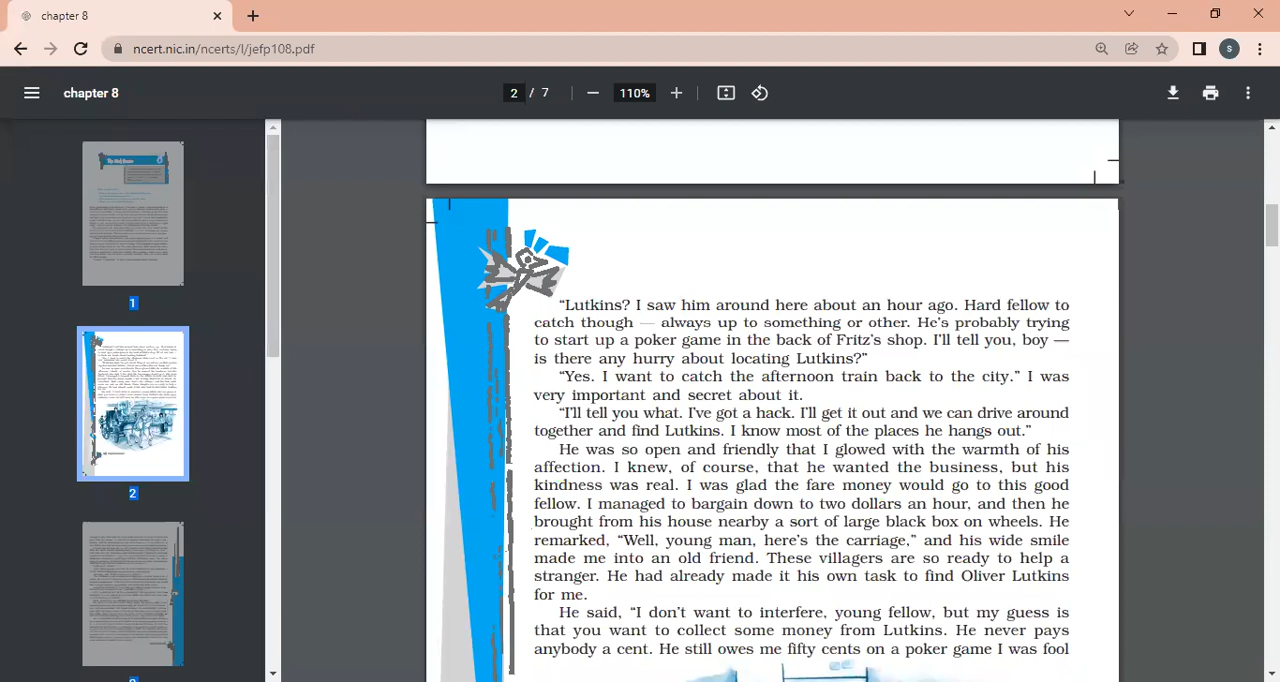 chapter 8
ncert.nic.in/ncerts/l/jefp108.pdf
S
chapter 8
2 / 7
110%
1
2
“Lutkins? I saw him around here about an hour ago. Hard fellow to
catch though — always up to something or other. He’s probably trying
to start up a poker game in the back of Fritz’s shop. I’ll tell you, boy —
is there any hurry about locating Lutkins?”
“Yes. I want to catch the afternoon train back to the city.” I was
very important and secret about it.
“I’ll tell you what. I’ve got a hack. I’ll get it out and we can drive around
together and find Lutkins. I know most of the places he hangs out.”
He was so open and friendly that I glowed with the warmth of his
affection. I knew, of course, that he wanted the business, but his
kindness was real. I was glad the fare money would go to this good
fellow. I managed to bargain down to two dollars an hour, and then he
brought from his house nearby a sort of large black box on wheels. He
remarked, “Well, young man, here’s the carriage,” and his wide smile
made me into an old friend. These villagers are so ready to help a
stranger. He had already made it his own task to find Oliver Lutkins
for me.
He said, “I don’t want to interfere, young fellow, but my guess is
that you want to collect some money from Lutkins. He never pays
anybody a cent. He still owes me fifty cents on a poker game I was fool